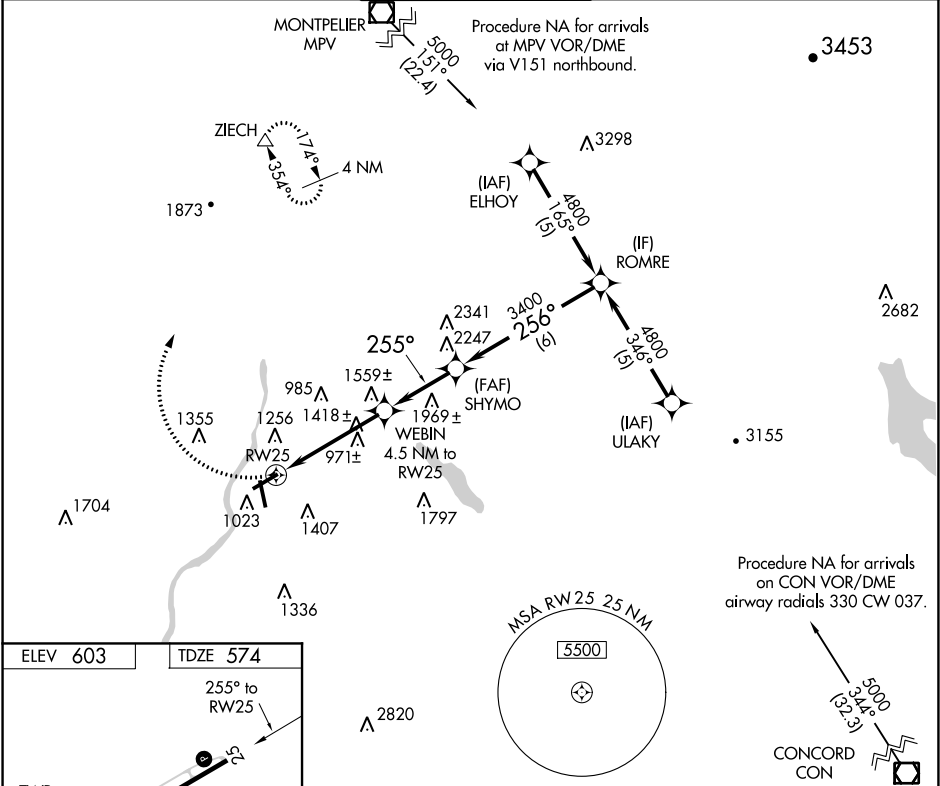 MONTPELIER
MPV
5000
151°
(22.4)
Procedure NA for arrivals
at MPV VOR/DME
via V151 northbound.
3453
ZIECH
174°
354°
4 NM
1873
3298
(IAF)
ELHOY
4800
165°
(5)
(IF)
ROMRE
2682
3400
256°
(6)
2341
2247
255°
4800
346°
(5)
(FAF)
SHYMO
1559±
985
1418±
1969±
(IAF)
ULAKY
3155
1355
1256
971±
WEBIN
4.5 NM to
RW25
RW25
1704
1023
1407
1797
1336
Procedure NA for arrivals
on CON VOR/DME
airway radials 330 CW 037.
MSA RW25 25 NM
5500
5000
344°
(32.3)
CONCORD
CON
ELEV 603
TDZE 574
255° to
RW25
P
25
2820